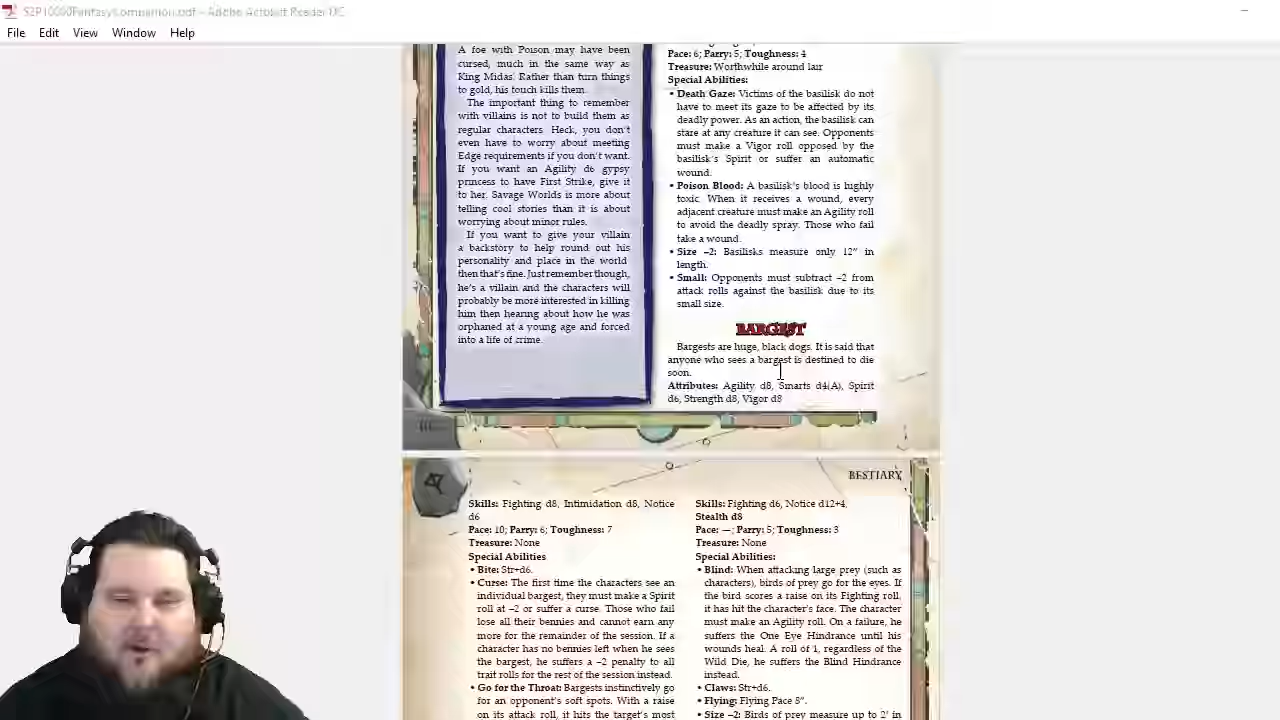 S2P10000FantasyCompanion.pdf - Adobe Acrobat Reader DC
File Edit View Window Help
A foe with Poison may have been
cursed, much in the same way as
King Midas. Rather than turn things
to gold, his touch kills them.
The important thing to remember
with villains is not to build them as
regular characters. Heck, you don't
even have to worry about meeting
Edge requirements if you don't want.
If you want an Agility d6 gypsy
princess to have First Strike, give it
to her. Savage Worlds is more about
telling cool stories than it is about
worrying about minor rules.
If you want to give your villain
a backstory to help round out his
personality and place in the world
then that's fine. Just remember though,
he's a villain and the characters will
probably be more interested in killing
him then hearing about how he was
orphaned at a young age and forced
into a life of crime.
Pace: 6; Parry: 5; Toughness: 4
Treasure: Worthwhile around lair
Special Abilities:
• Death Gaze: Victims of the basilisk do not
have to meet its gaze to be affected by its
deadly power. As an action, the basilisk can
stare at any creature it can see. Opponents
must make a Vigor roll opposed by the
basilisk's Spirit or suffer an automatic
wound.
• Poison Blood: A basilisk's blood is highly
toxic. When it receives a wound, every
adjacent creature must make an Agility roll
to avoid the deadly spray. Those who fail
take a wound.
• Size –2: Basilisks measure only 12" in
length.
• Small: Opponents must subtract –2 from
attack rolls against the basilisk due to its
small size.
BARGEST
Bargests are huge, black dogs. It is said that
anyone who sees a bargest is destined to die
soon.
Attributes: Agility d8, Smarts d4(A), Spirit
d6, Strength d8, Vigor d8
BESTIARY
Skills: Fighting d8, Intimidation d8, Notice
d6
Pace: 10; Parry: 6; Toughness: 7
Treasure: None
Special Abilities
• Bite: Str+d6.
• Curse: The first time the characters see an
individual bargest, they must make a Spirit
roll at –2 or suffer a curse. Those who fail
lose all their bennies and cannot earn any
more for the remainder of the session. If a
character has no bennies left when he sees
the bargest, he suffers a –2 penalty to all
trait rolls for the rest of the session instead.
• Go for the Throat: Bargests instinctively go
for an opponent's soft spots. With a raise
on its attack roll, it hits the target's most
Skills: Fighting d6, Notice d12+4,
Stealth d8
Pace: —; Parry: 5; Toughness: 3
Treasure: None
Special Abilities:
• Blind: When attacking large prey (such as
characters), birds of prey go for the eyes. If
the bird scores a raise on its Fighting roll,
it has hit the character's face. The character
must make an Agility roll. On a failure, he
suffers the One Eye Hindrance until his
wounds heal. A roll of 1, regardless of the
Wild Die, he suffers the Blind Hindrance
instead.
• Claws: Str+d6.
• Flying: Flying Pace 8".
• Size –2: Birds of prey measure up to 2' in